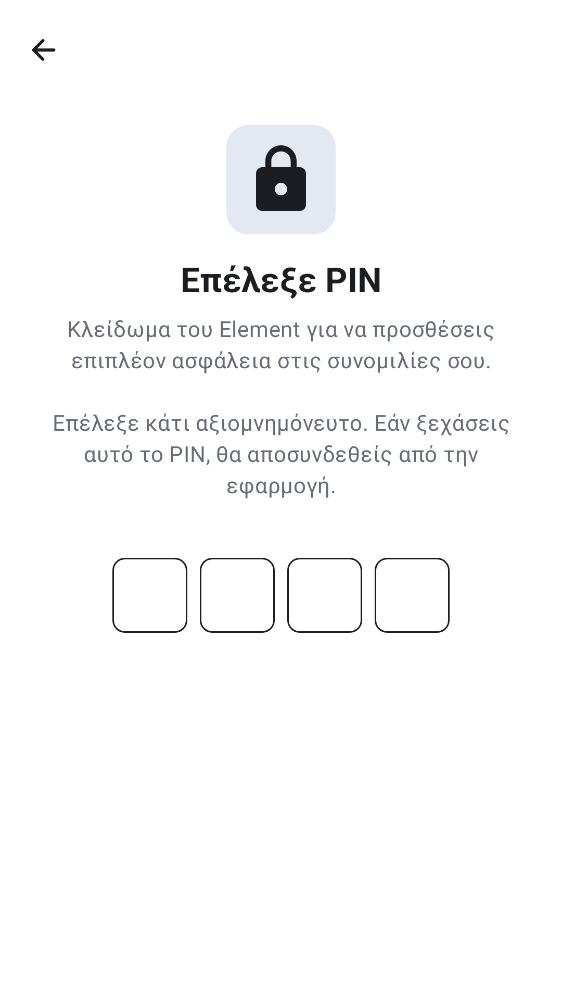 Επέλεξε PIN
Κλείδωμα του Element για να προσθέσεις
επιπλέον ασφάλεια στις συνομιλίες σου.
Επέλεξε κάτι αξιομνημόνευτο. Εάν ξεχάσεις
αυτό το PIN, θα αποσυνδεθείς από την
εφαρμογή.